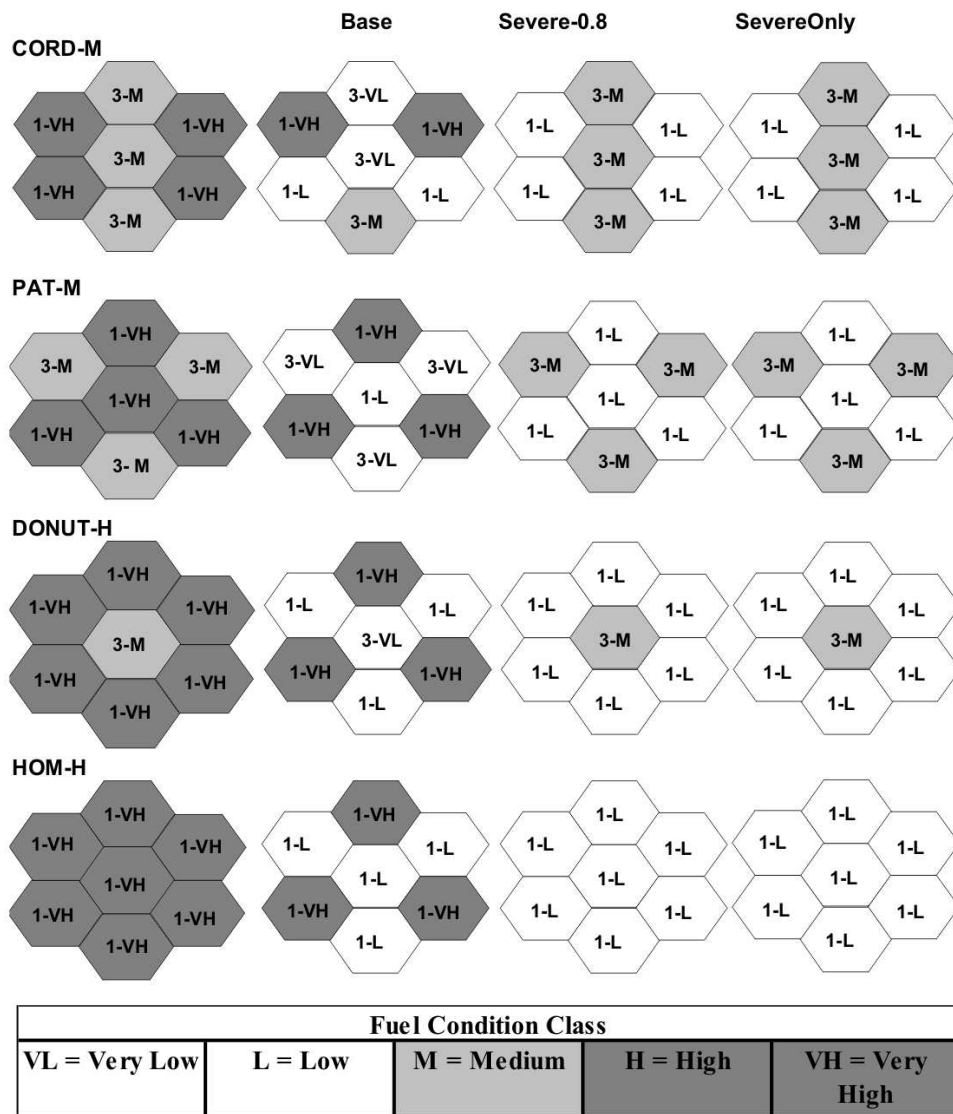 Base Severe-0.8 SevereOnly
CORD-M
3-M 3-VL 3-M 3-M
1-VH 1-VH 1-VH 1-VH 1-L 1-L 1-L 1-L
3-M 3-VL 3-M 3-M
1-VH 1-VH 1-L 1-L 1-L 1-L 1-L 1-L
3-M 3-M 3-M 3-M
PAT-M
1-VH 1-VH 1-L 1-L
3-M 3-M 3-VL 3-VL 3-M 3-M 3-M 3-M
1-VH 1-L 1-L 1-L
1-VH 1-VH 1-VH 1-VH 1-L 1-L 1-L 1-L
3- M 3-VL 3-M 3-M
DONUT-H
1-VH 1-VH 1-L 1-L
1-VH 1-VH 1-L 1-L 1-L 1-L 1-L 1-L
3-M 3-VL 3-M 3-M
1-VH 1-VH 1-VH 1-VH 1-L 1-L 1-L 1-L
1-VH 1-L 1-L 1-L
HOM-H
1-VH 1-VH 1-L 1-L
1-VH 1-VH 1-L 1-L 1-L 1-L 1-L 1-L
1-VH 1-L 1-L 1-L
1-VH 1-VH 1-VH 1-VH 1-L 1-L 1-L 1-L
1-VH 1-L 1-L 1-L
Fuel Condition Class
VL = Very Low L = Low M = Medium H = High VH = Very
High